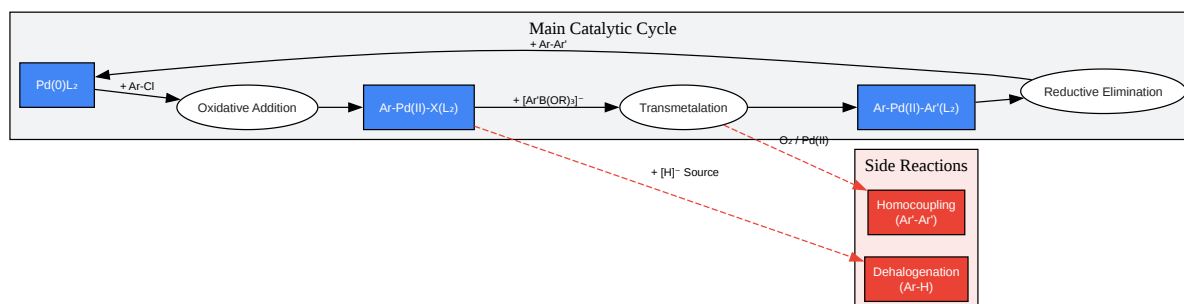 Main Catalytic Cycle
+ Ar-Ar'
Pd(0)L₂
+ Ar-Cl
Oxidative Addition
Ar-Pd(II)-X(L₂)
+ [Ar'B(OR)₃]⁻
Transmetalation
Ar-Pd(II)-Ar'(L₂)
Reductive Elimination
O₂ / Pd(II)
+ [H]⁻ Source
Side Reactions
Homocoupling
(Ar'-Ar')
Dehalogenation
(Ar-H)